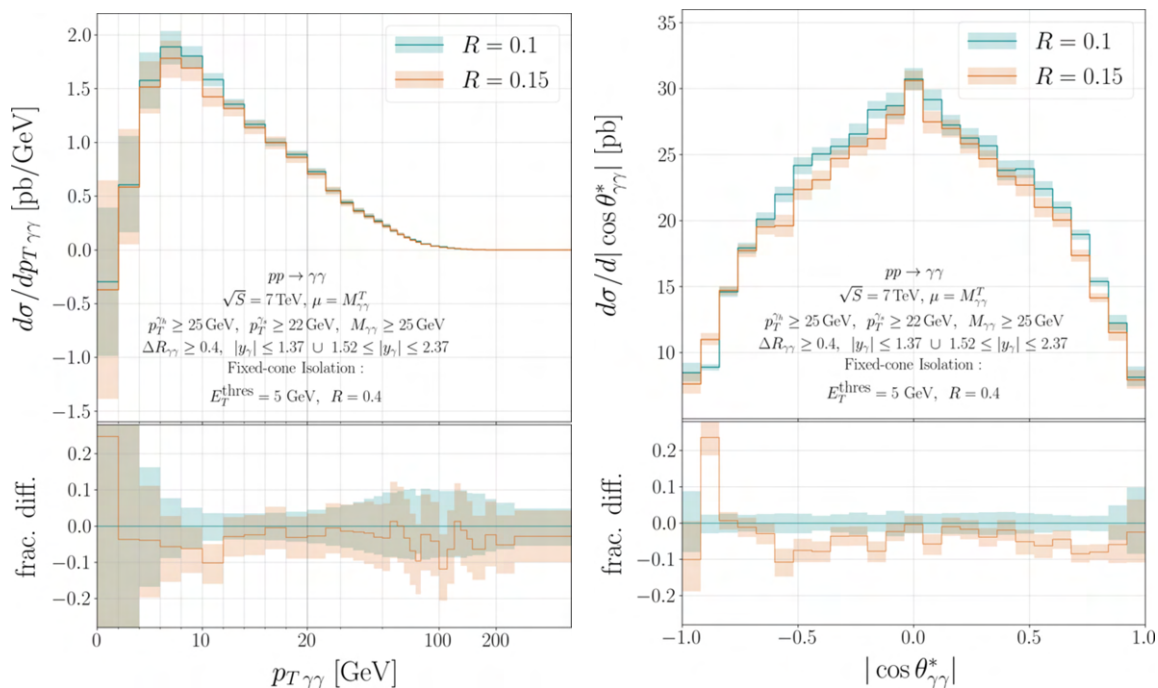 dσ/dp_{T γγ} [pb/GeV]
2.0
1.5
1.0
0.5
0.0
−0.5
−1.0
−1.5
R = 0.1
R = 0.15
pp → γγ
√S = 7 TeV, μ = M^T_{γγ}
p_T^{γ_h} ≥ 25 GeV, p_T^{γ_s} ≥ 22 GeV, M_{γγ} ≥ 25 GeV
ΔR_{γγ} ≥ 0.4, |y_γ| ≤ 1.37 ∪ 1.52 ≤ |y_γ| ≤ 2.37
Fixed-cone Isolation :
E_T^{thres} = 5 GeV, R = 0.4
frac. diff.
0.2
0.1
0.0
−0.1
−0.2
0 10 20 100 200
p_{T γγ} [GeV]
dσ/d| cos θ*_{γγ}| [pb]
35
30
25
20
15
10
R = 0.1
R = 0.15
pp → γγ
√S = 7 TeV, μ = M^T_{γγ}
p_T^{γ_h} ≥ 25 GeV, p_T^{γ_s} ≥ 22 GeV, M_{γγ} ≥ 25 GeV
ΔR_{γγ} ≥ 0.4, |y_γ| ≤ 1.37 ∪ 1.52 ≤ |y_γ| ≤ 2.37
Fixed-cone Isolation :
E_T^{thres} = 5 GeV, R = 0.4
frac. diff.
0.2
0.1
0.0
−0.1
−0.2
−1.0 −0.5 0.0 0.5 1.0
| cos θ*_{γγ}|